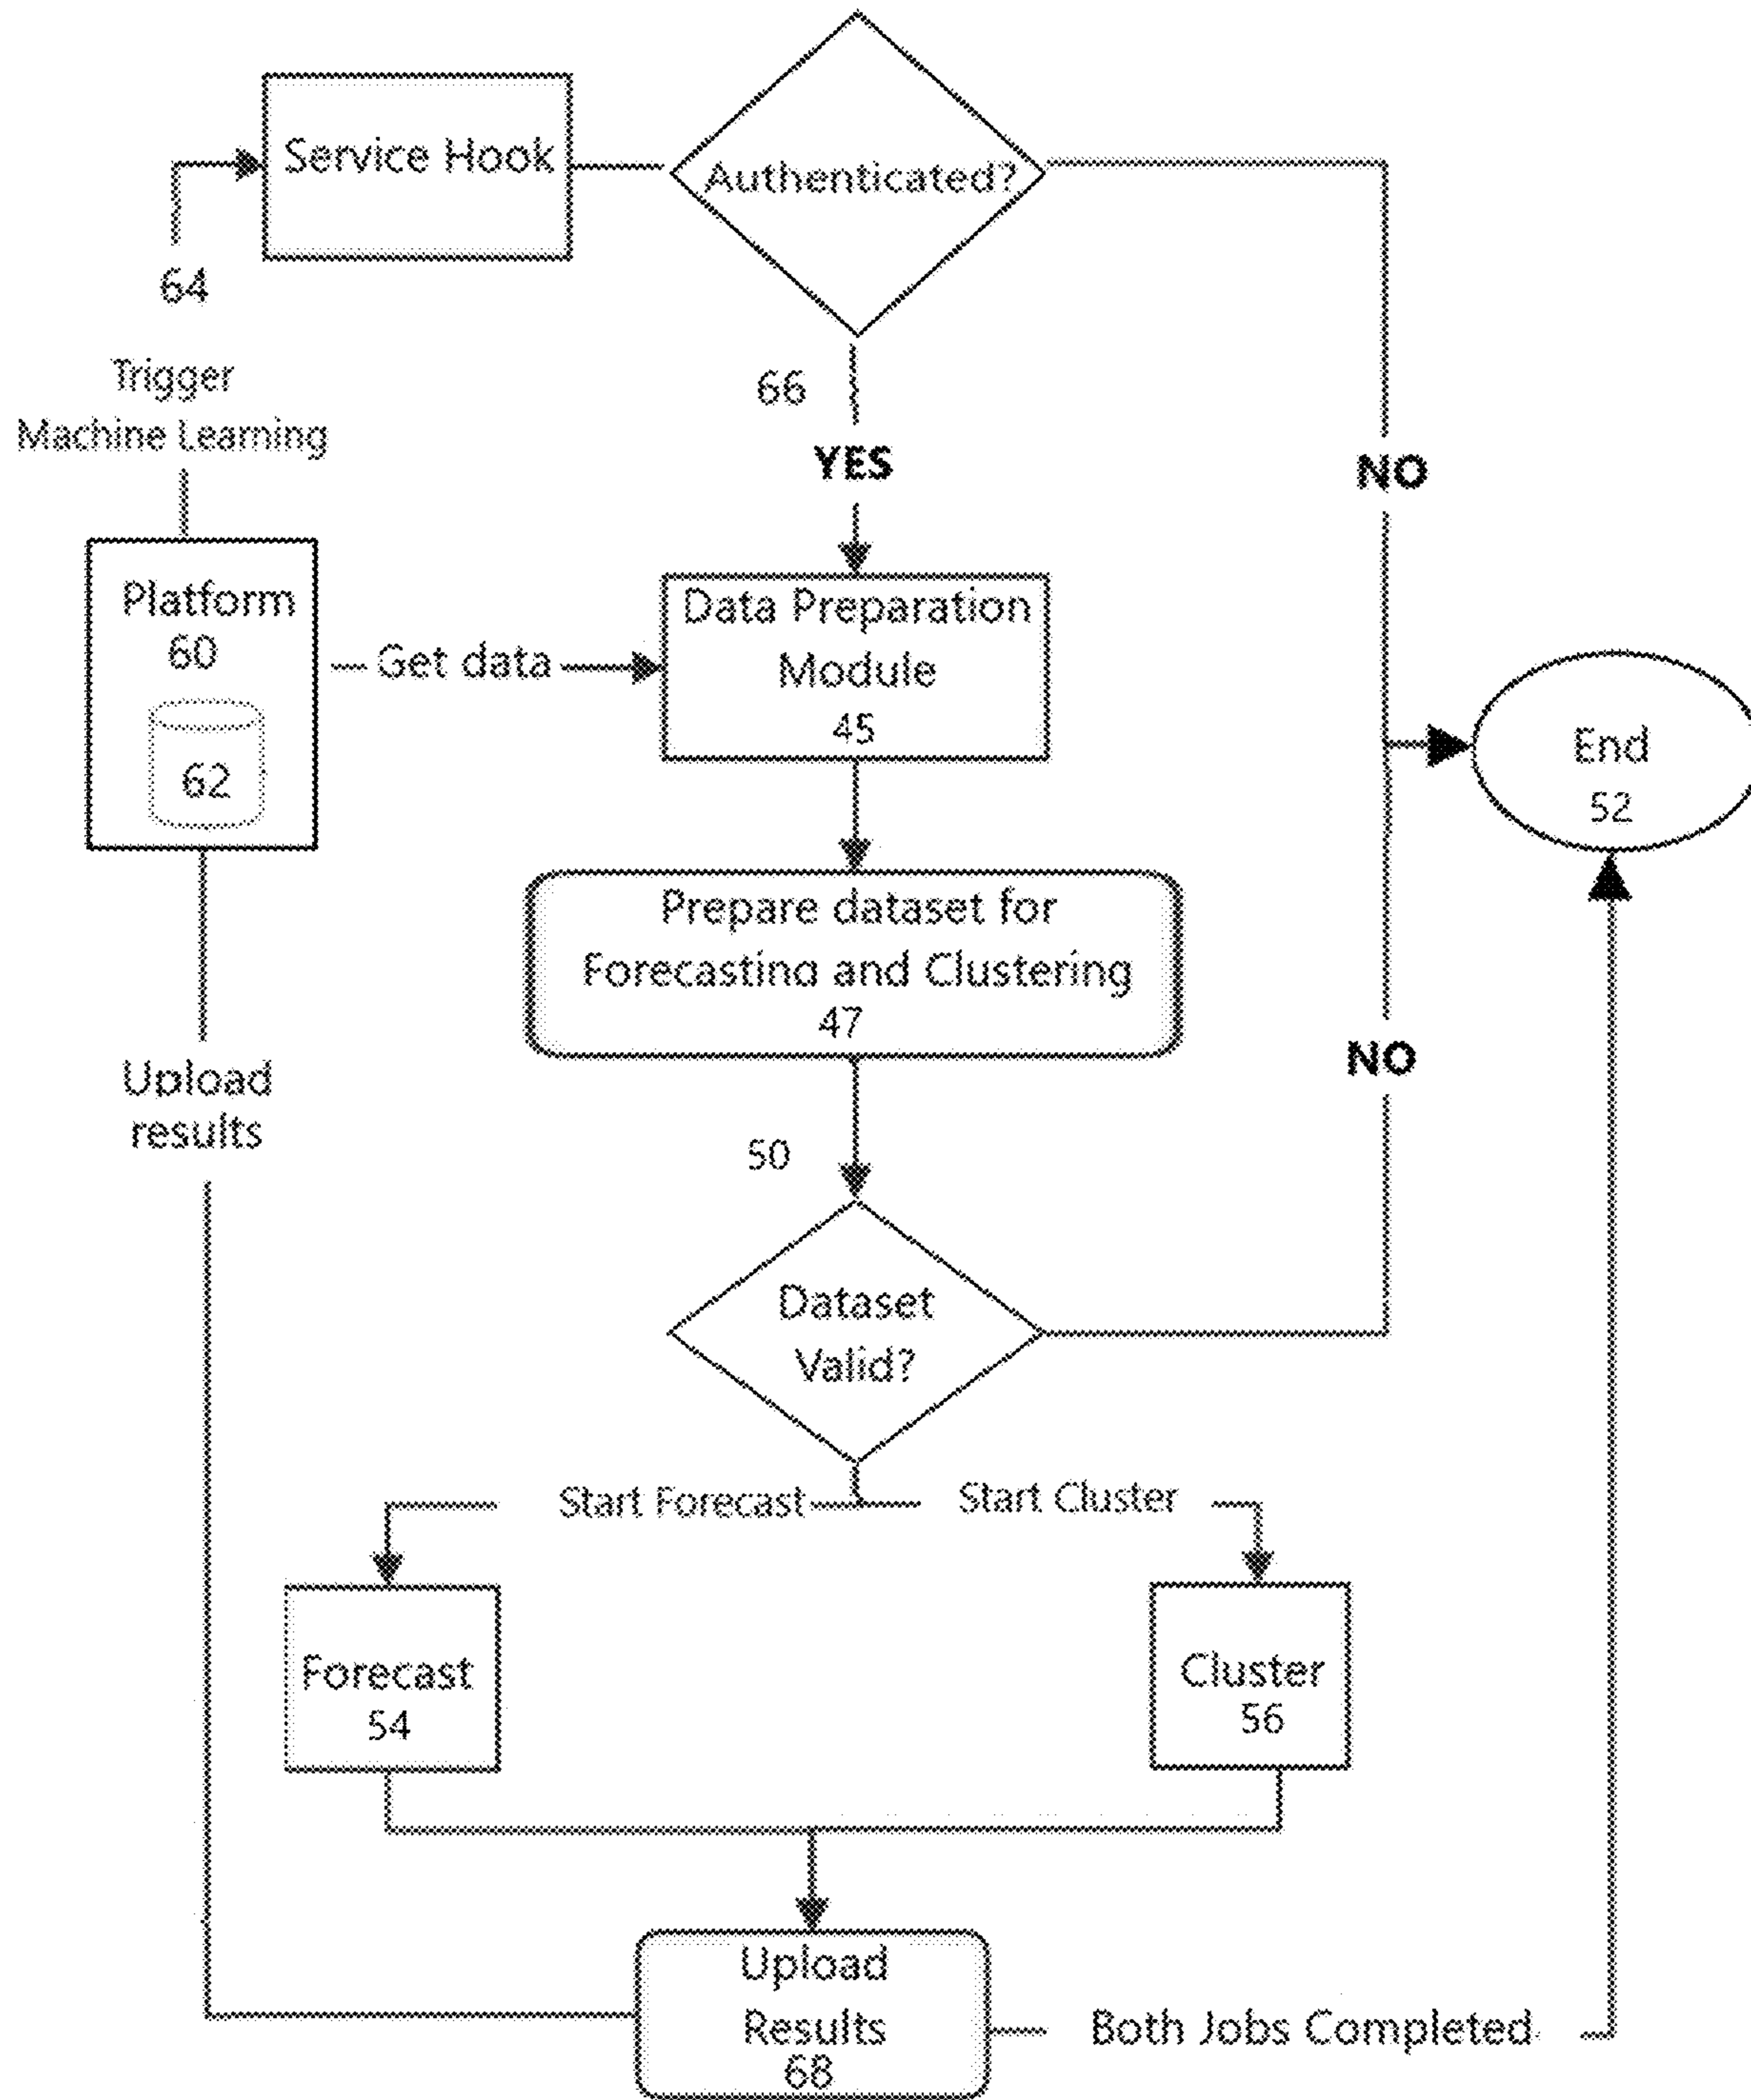 Service Hook
Authenticated?
64
Trigger
Machine Learning
66
YES
NO
Platform
60
62
Get data
Data Preparation
Module
45
End
52
Prepare dataset for
Forecasting and Clustering
47
NO
Upload
results
50
Dataset
Valid?
Start Forecast
Start Cluster
Forecast
54
Cluster
56
Upload
Results
68
Both Jobs Completed